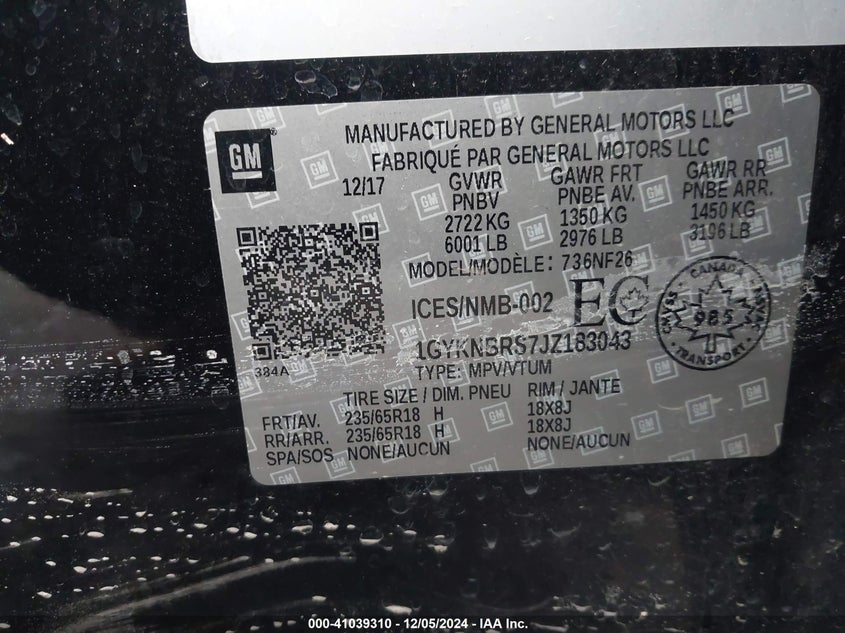 GM
MANUFACTURED BY GENERAL MOTORS LLC
FABRIQUÉ PAR GENERAL MOTORS LLC
12/17 GVWR GAWR FRT GAWR RR
PNBV PNBE AV. PNBE ARR.
2722 KG 1350 KG 1450 KG
6001 LB 2976 LB 3196 LB
MODEL/MODÈLE: 736NF26
ICES/NMB-002 EC
CANADA
985
TRANSPORT
1GYKNBRS7JZ183043
TYPE: MPV/VTUM
384A
TIRE SIZE / DIM. PNEU RIM / JANTE
FRT/AV. 235/65R18 H 18X8J
RR/ARR. 235/65R18 H 18X8J
SPA/SOS NONE/AUCUN NONE/AUCUN
000-41039310 - 12/05/2024 - IAA Inc.